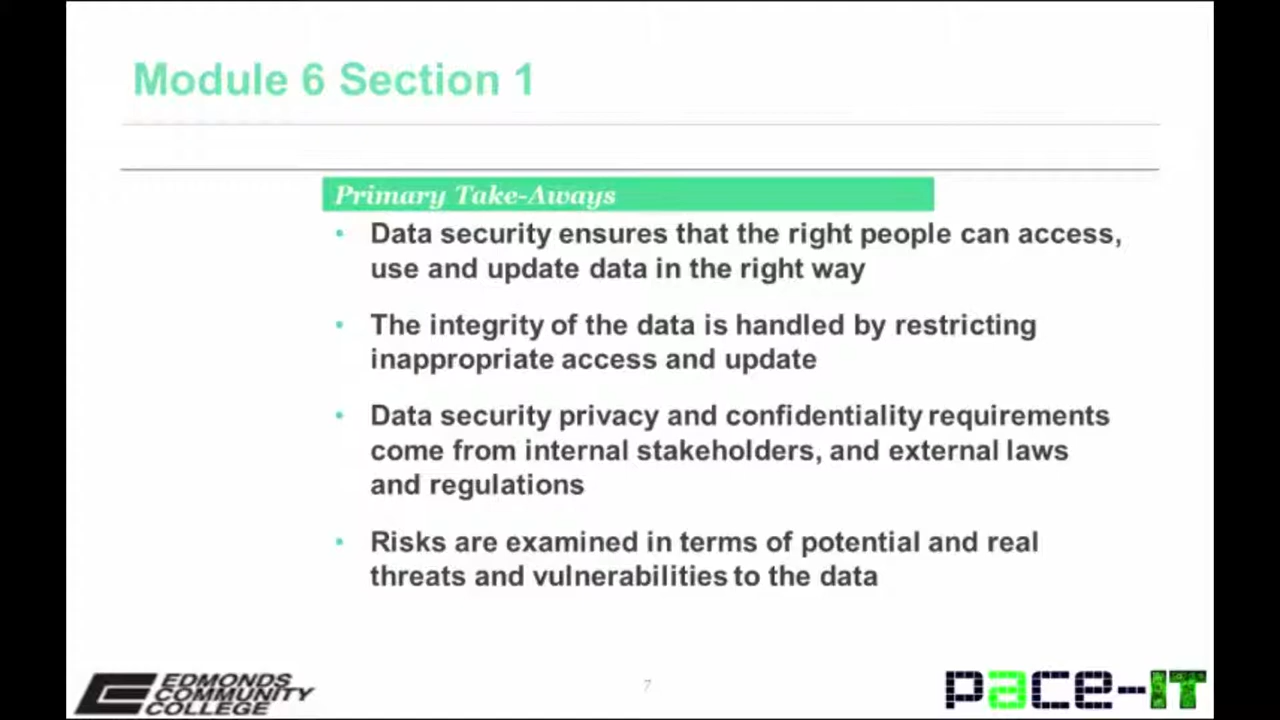 Module 6 Section 1
Primary Take-Aways
• Data security ensures that the right people can access,
use and update data in the right way
• The integrity of the data is handled by restricting
inappropriate access and update
• Data security privacy and confidentiality requirements
come from internal stakeholders, and external laws
and regulations
• Risks are examined in terms of potential and real
threats and vulnerabilities to the data
EDMONDS
COMMUNITY
COLLEGE
7
pace-IT